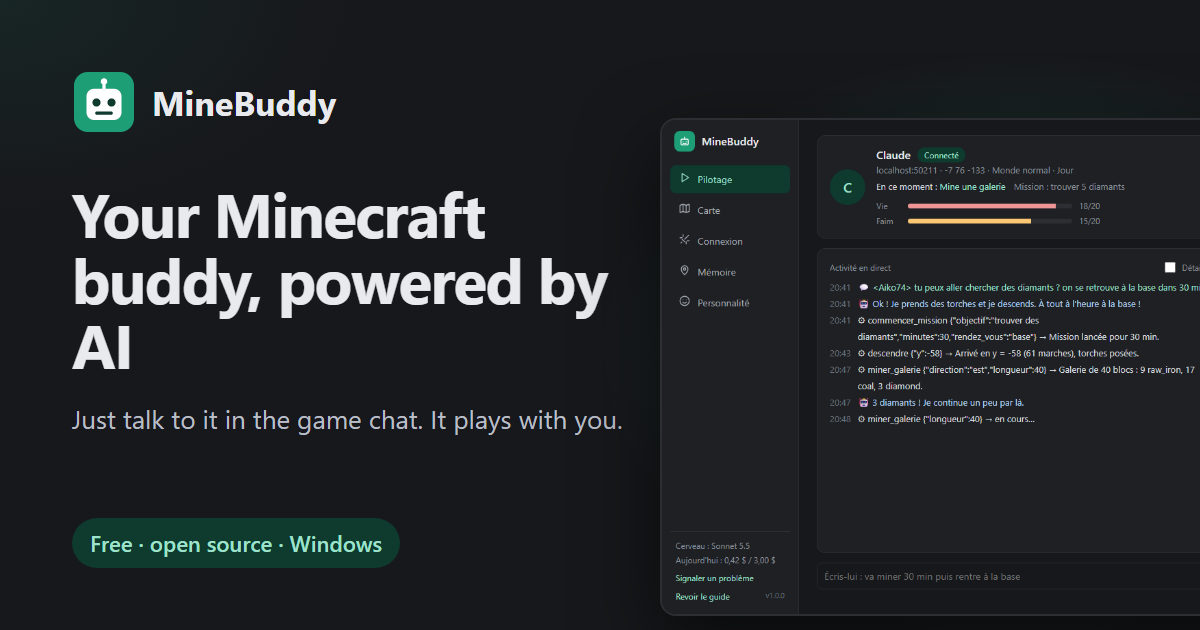 MineBuddy
Your Minecraft
buddy, powered by
AI
Just talk to it in the game chat. It plays with you.
Free · open source · Windows
MineBuddy
Pilotage
Carte
Connexion
Mémoire
Personnalité
Cerveau : Sonnet 5.5
Aujourd'hui : 0,42 $ / 3,00 $
Signaler un problème
Revoir le guide v1.0.0
C
Claude Connecté
localhost:50211 · -7 76 -133 · Monde normal · Jour
En ce moment : Mine une galerie Mission : trouver 5 diamants
Vie 18/20
Faim 15/20
Activité en direct Détai
20:41 <Aiko74> tu peux aller chercher des diamants ? on se retrouve à la base dans 30 mi
20:41 Ok ! Je prends des torches et je descends. À tout à l'heure à la base !
20:41 commencer_mission {"objectif":"trouver des
diamants","minutes":30,"rendez_vous":"base"} → Mission lancée pour 30 min.
20:43 descendre {"y":-58} → Arrivé en y = -58 (61 marches), torches posées.
20:47 miner_galerie {"direction":"est","longueur":40} → Galerie de 40 blocs : 9 raw_iron, 17
coal, 3 diamond.
20:47 3 diamants ! Je continue un peu par là.
20:48 miner_galerie {"longueur":40} → en cours...
Écris-lui : va miner 30 min puis rentre à la base